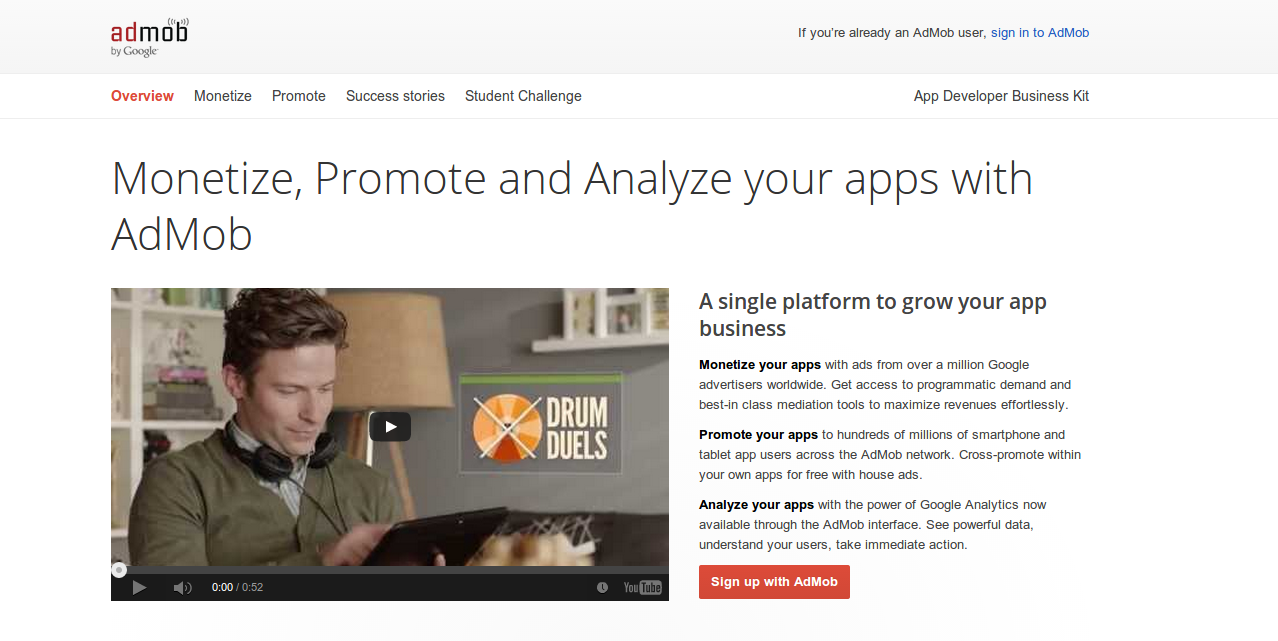 admob
by Google
If you're already an AdMob user, sign in to AdMob
Overview Monetize Promote Success stories Student Challenge App Developer Business Kit
Monetize, Promote and Analyze your apps with
AdMob
DRUM
DUELS
0:00 / 0:52
YouTube
A single platform to grow your app
business
Monetize your apps with ads from over a million Google
advertisers worldwide. Get access to programmatic demand and
best-in class mediation tools to maximize revenues effortlessly.
Promote your apps to hundreds of millions of smartphone and
tablet app users across the AdMob network. Cross-promote within
your own apps for free with house ads.
Analyze your apps with the power of Google Analytics now
available through the AdMob interface. See powerful data,
understand your users, take immediate action.
Sign up with AdMob